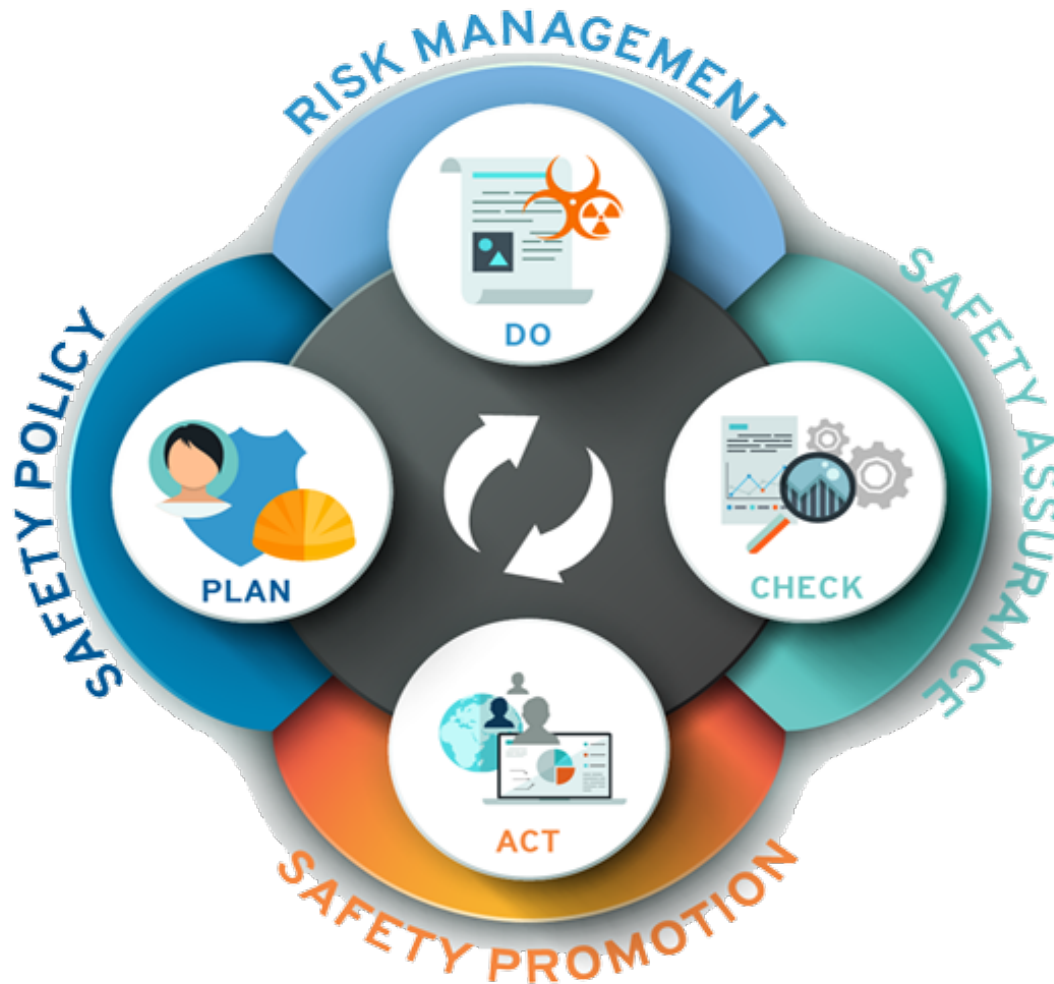 RISK MANAGEMENT
DO
SAFETY POLICY
PLAN
SAFETY ASSURANCE
CHECK
ACT
SAFETY PROMOTION